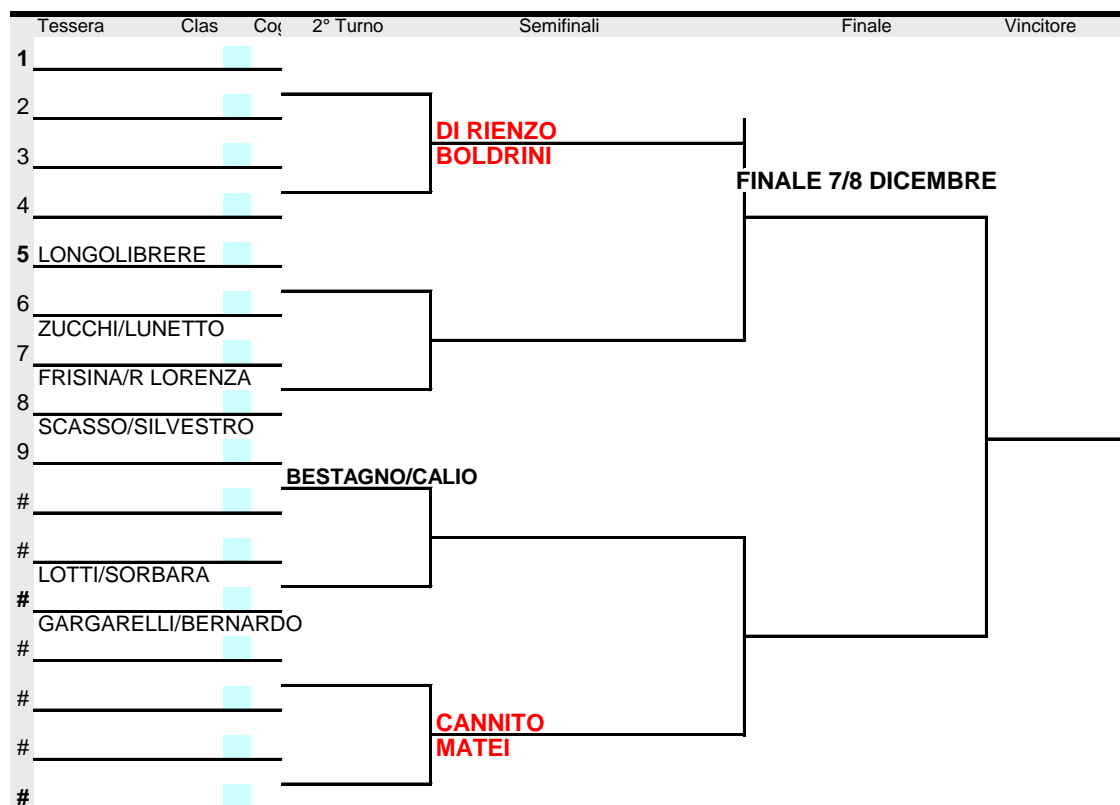 Tessera Clas Cog 2° Turno Semifinali Finale Vincitore
1
2
DI RIENZO
3
BOLDRINI
FINALE 7/8 DICEMBRE
4
5 LONGOLIBRERE
6
ZUCCHI/LUNETTO
7
FRISINA/R LORENZA
8
SCASSO/SILVESTRO
9
BESTAGNO/CALIO
#
#
LOTTI/SORBARA
#
GARGARELLI/BERNARDO
#
#
CANNITO
#
MATEI
#